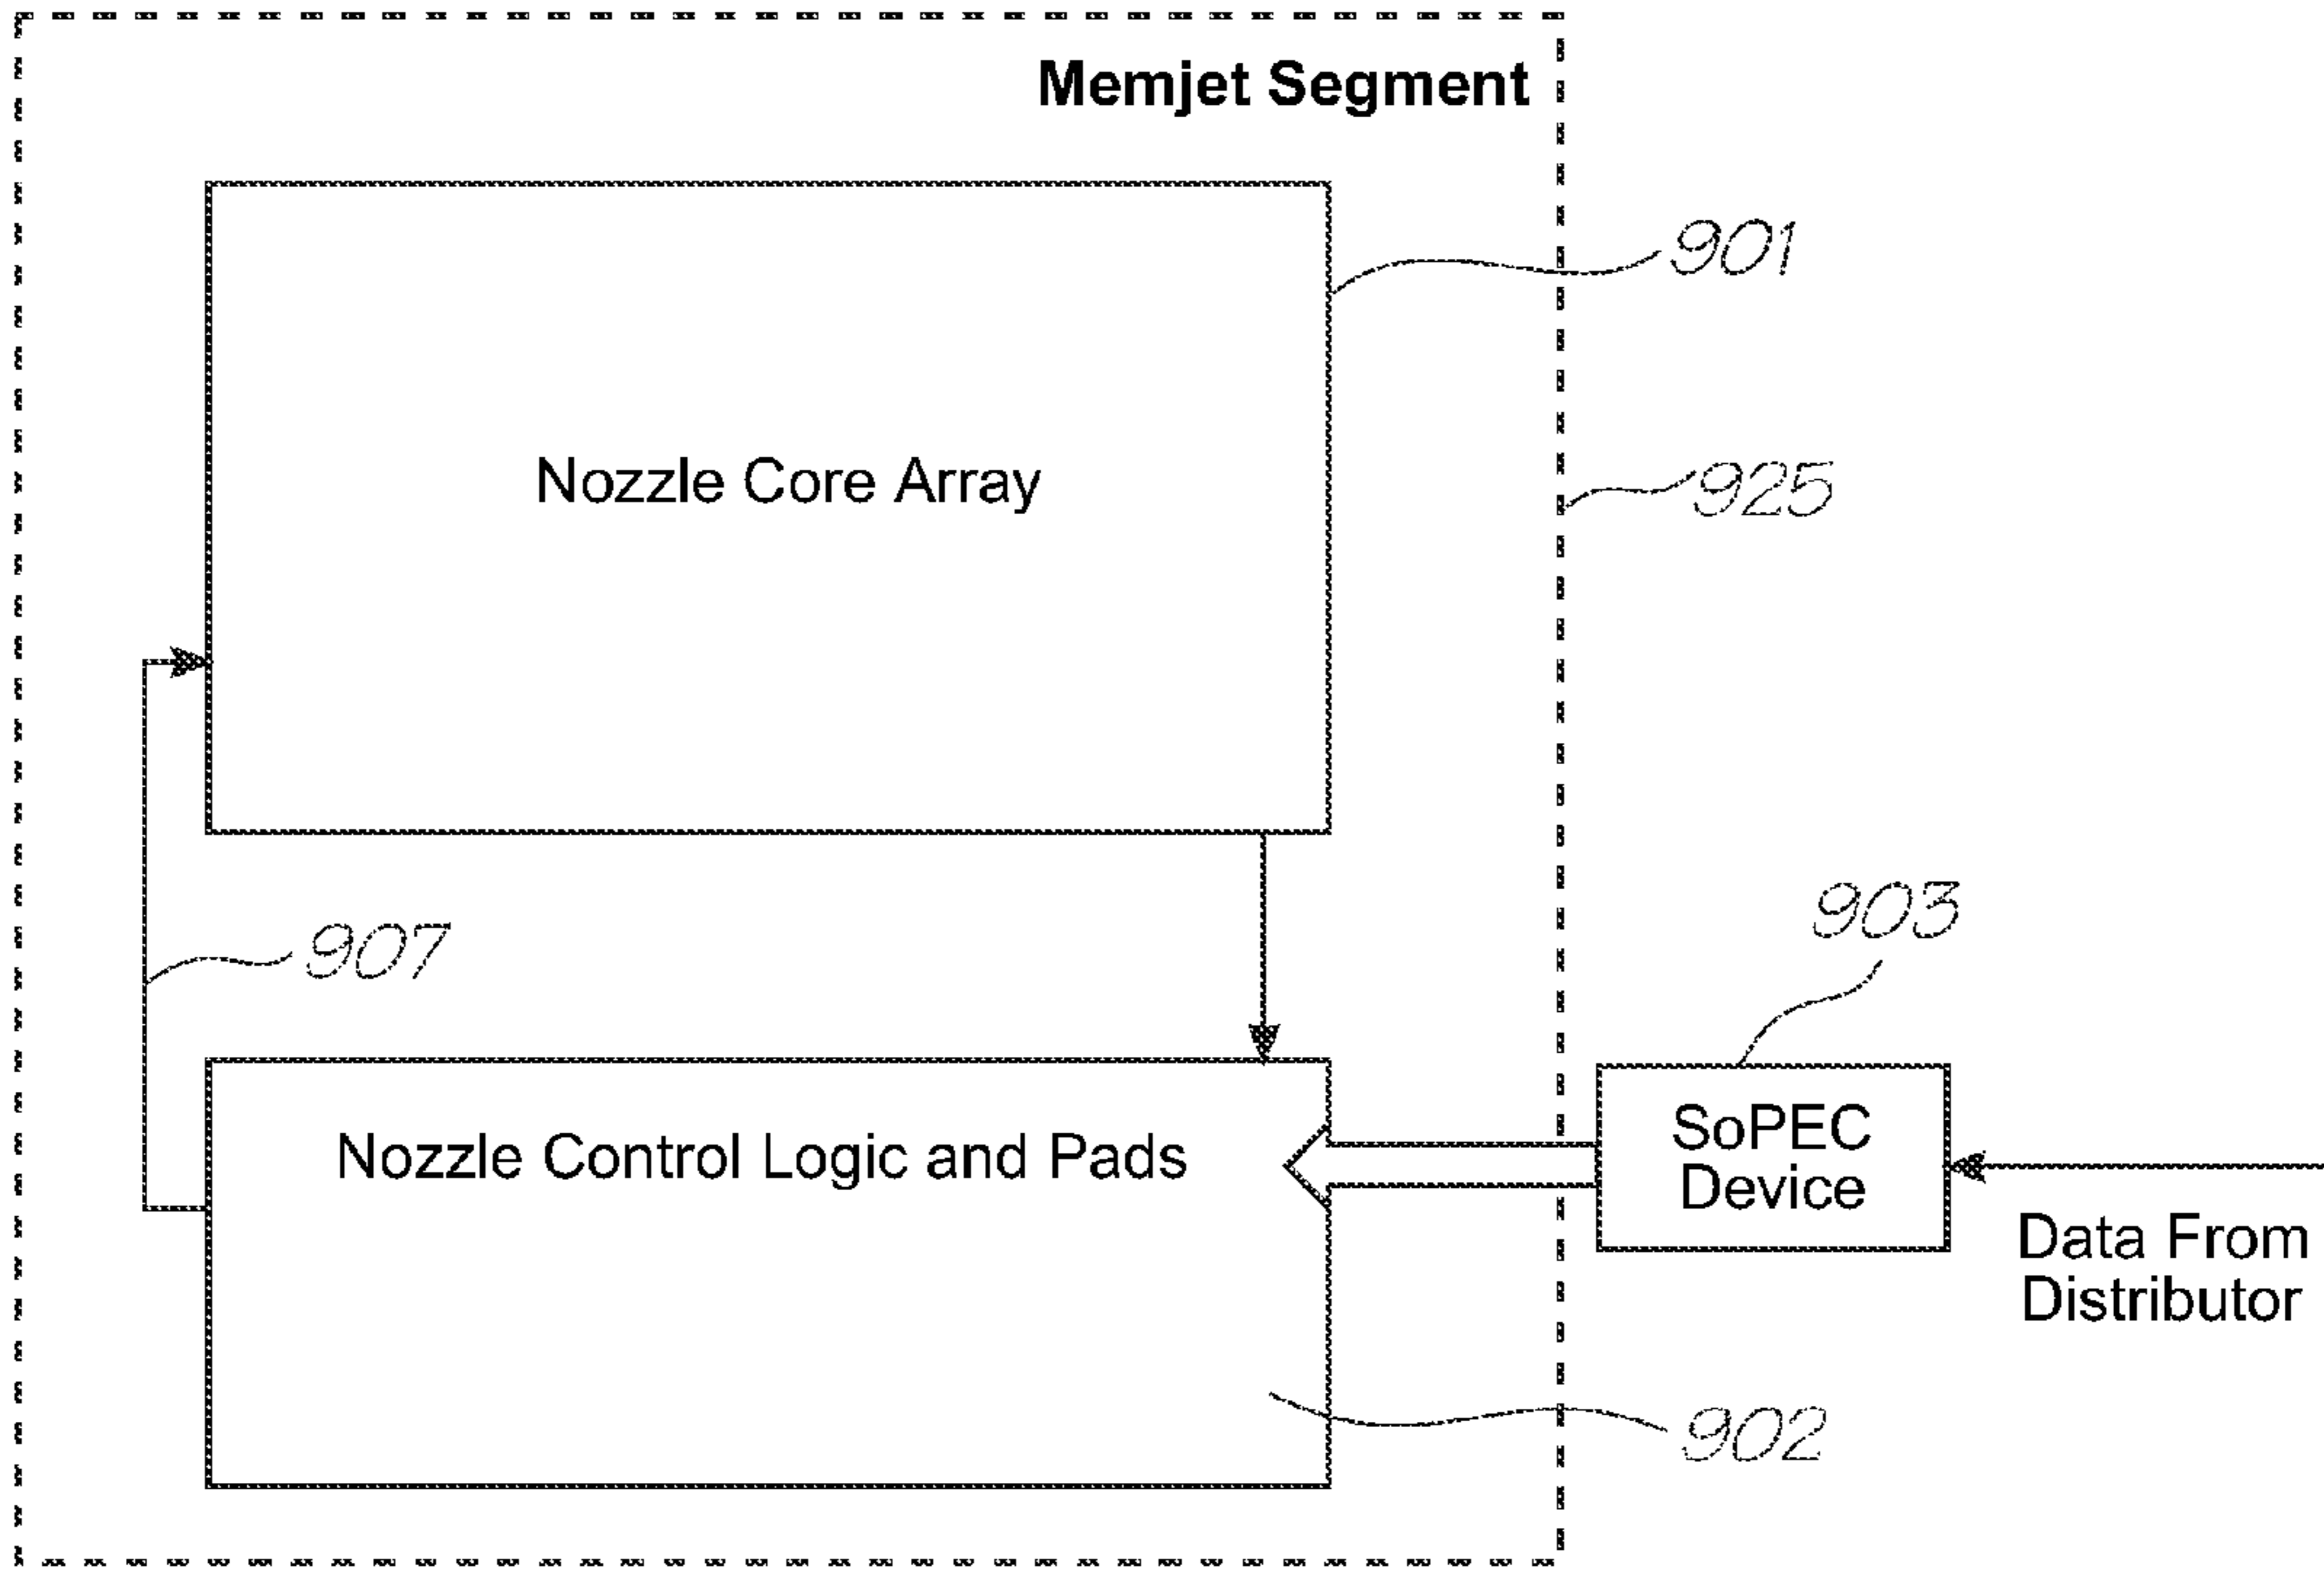 Memjet Segment
901
Nozzle Core Array
925
903
907
Nozzle Control Logic and Pads
SoPEC
Device
Data From
Distributor
902